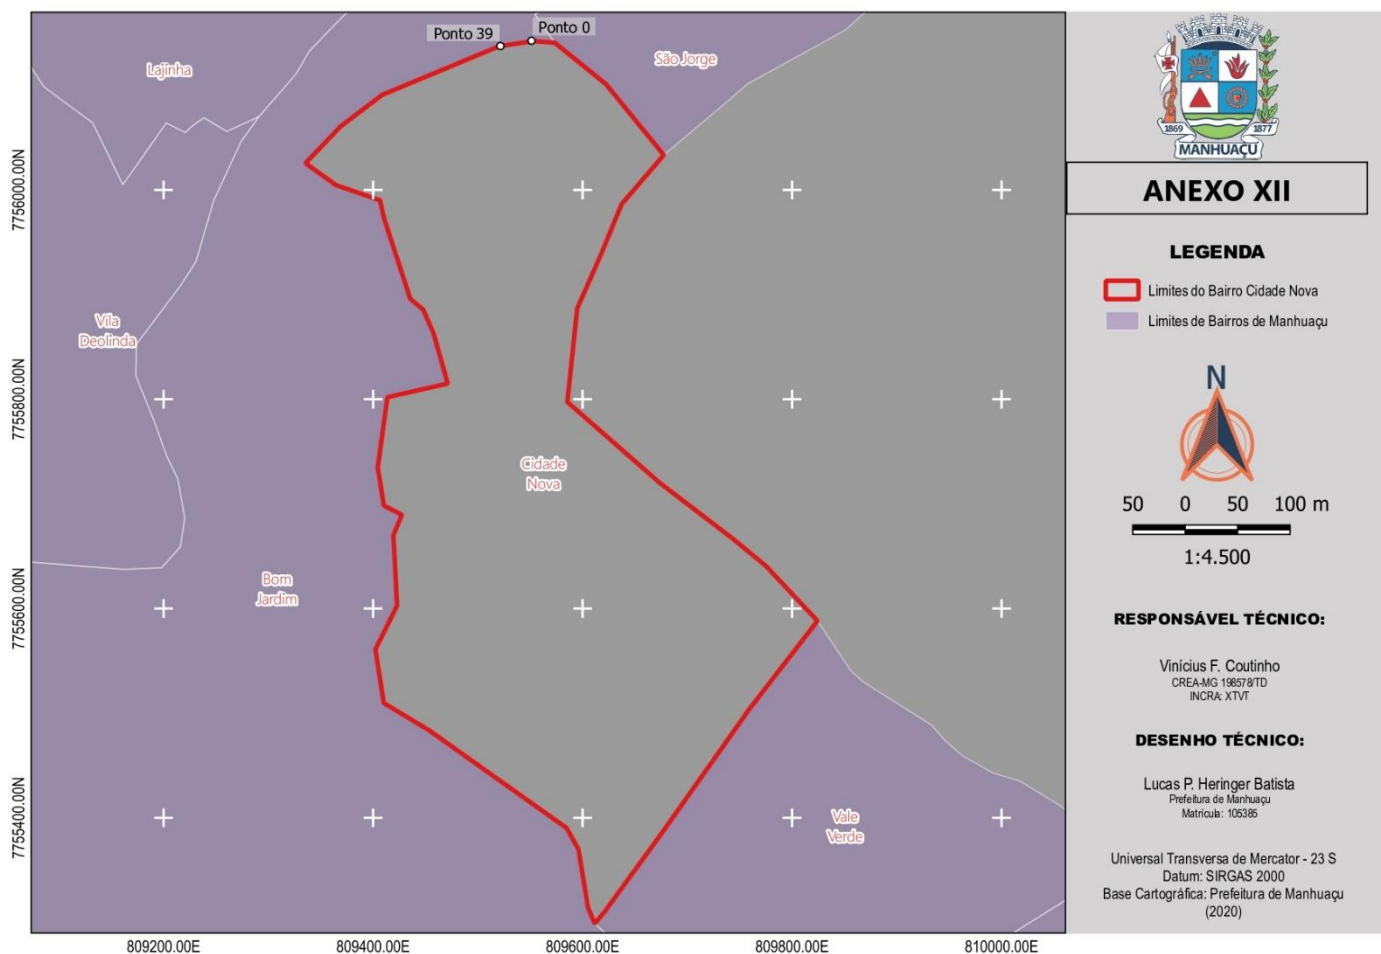 Ponto 39
Ponto 0
Lajinha
São Jorge
Vila
Deolinda
Cidade
Nova
Bom
Jardim
Vale
Verde
7756000.00N
7755800.00N
7755600.00N
7755400.00N
809200.00E
809400.00E
809600.00E
809800.00E
810000.00E
1869
1877
MANHUAÇU
ANEXO XII
LEGENDA
Limites do Bairro Cidade Nova
Limites de Bairros de Manhuaçu
N
50 0 50 100 m
1:4.500
RESPONSÁVEL TÉCNICO:
Vinícius F. Coutinho
CREA-MG 198578/TD
INCRA: XTVT
DESENHO TÉCNICO:
Lucas P. Heringer Batista
Prefeitura de Manhuaçu
Matrícula: 105385
Universal Transversa de Mercator - 23 S
Datum: SIRGAS 2000
Base Cartográfica: Prefeitura de Manhuaçu
(2020)